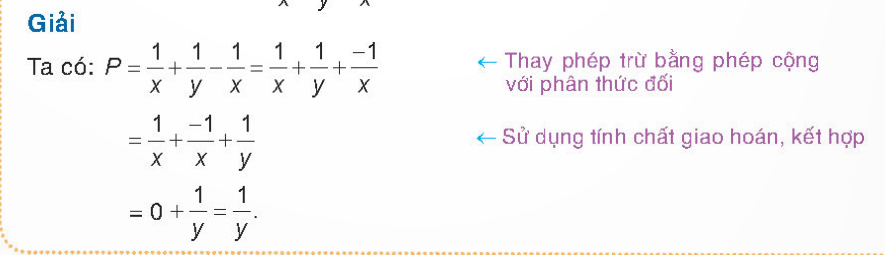 Giải
Ta có: P = 1/x + 1/y − 1/x = 1/x + 1/y + −1/x
← Thay phép trừ bằng phép cộng
với phân thức đối
= 1/x + −1/x + 1/y
← Sử dụng tính chất giao hoán, kết hợp
= 0 + 1/y = 1/y.